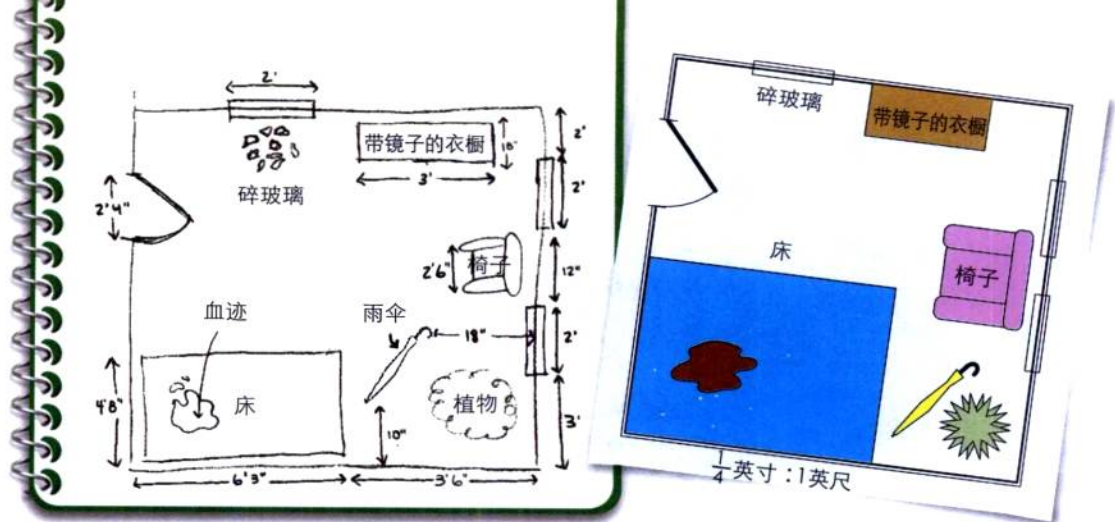 2'
带镜子的衣橱
10"
3'
碎玻璃
2'4"
2'
2'
椅子
2'6"
12"
血迹
雨伞
18"
2'
4'8"
床
植物
10"
3'
6'3"
3'6"
碎玻璃
带镜子的衣橱
床
椅子
1/4英寸:1英尺